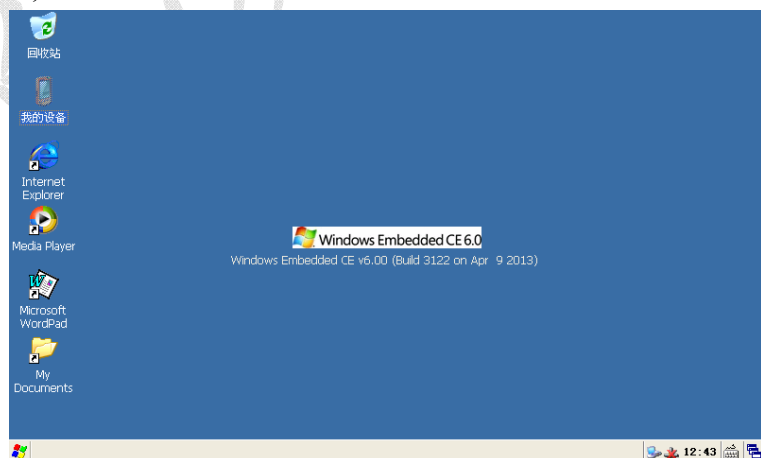 回收站
我的设备
Internet
Explorer
Media Player
Microsoft
WordPad
My
Documents
Windows Embedded CE 6.0
Windows Embedded CE v6.00 (Build 3122 on Apr 9 2013)
12:43